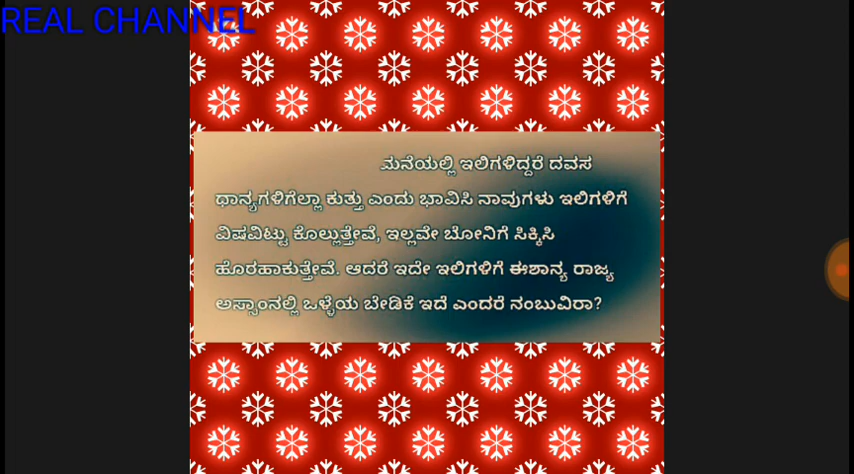 REAL CHANNEL
ಮನೆಯಲ್ಲಿ ಇಲಿಗಳಿದ್ದರೆ ದವಸ
ಧಾನ್ಯಗಳಿಗೆಲ್ಲಾ ಕುತ್ತು ಎಂದು ಭಾವಿಸಿ ನಾವುಗಳು ಇಲಿಗಳಿಗೆ
ವಿಷವಿಟ್ಟು ಕೊಲ್ಲುತ್ತೇವೆ, ಇಲ್ಲವೇ ಬೋನಿಗೆ ಸಿಕ್ಕಿಸಿ
ಹೊರಹಾಕುತ್ತೇವೆ. ಆದರೆ ಇದೇ ಇಲಿಗಳಿಗೆ ಈಶಾನ್ಯ ರಾಜ್ಯ
ಅಸ್ಸಾಂನಲ್ಲಿ ಒಳ್ಳೆಯ ಬೇಡಿಕೆ ಇದೆ ಎಂದರೆ ನಂಬುವಿರಾ?